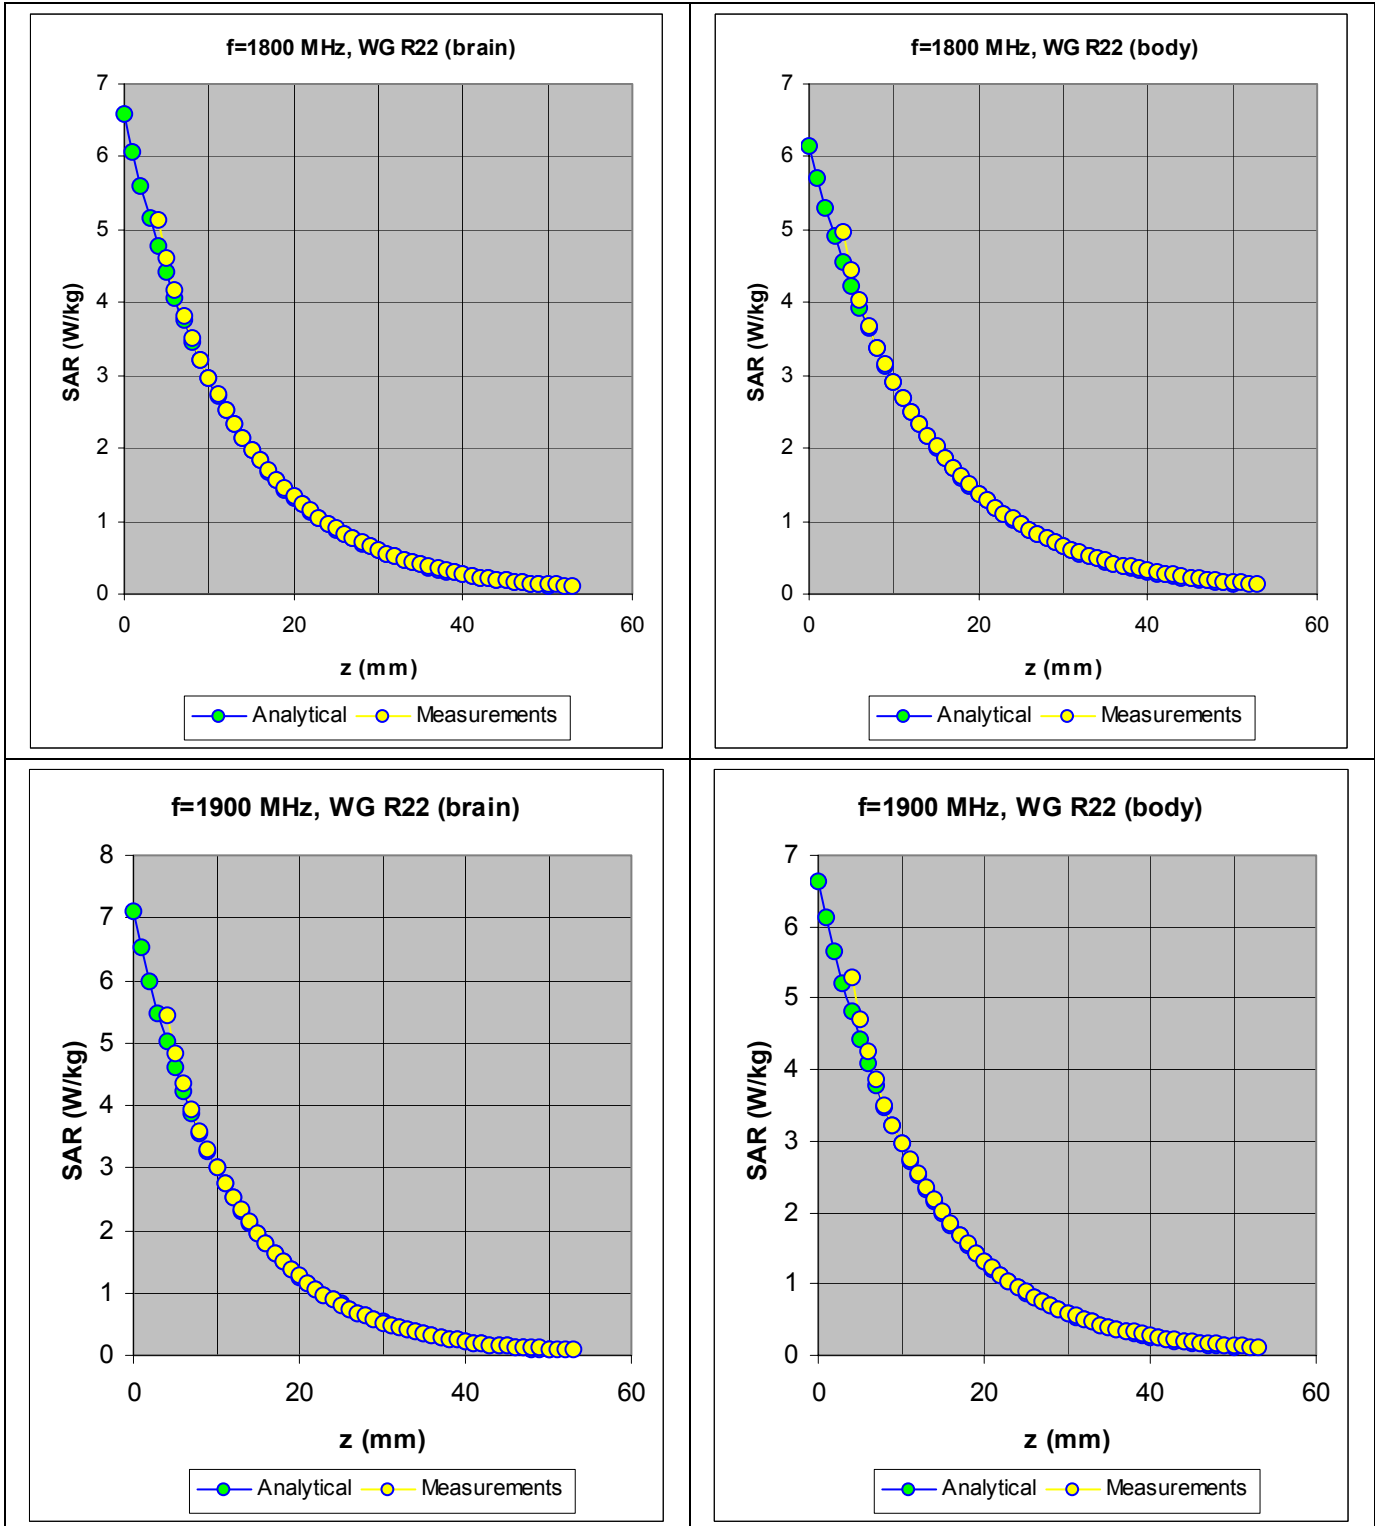 f=1800 MHz, WG R22 (brain)
7
6
5
4
3
2
1
0
SAR (W/kg)
0 20 40 60
z (mm)
Analytical Measurements
f=1800 MHz, WG R22 (body)
7
6
5
4
3
2
1
0
SAR (W/kg)
0 20 40 60
z (mm)
Analytical Measurements
f=1900 MHz, WG R22 (brain)
8
7
6
5
4
3
2
1
0
SAR (W/kg)
0 20 40 60
z (mm)
Analytical Measurements
f=1900 MHz, WG R22 (body)
7
6
5
4
3
2
1
0
SAR (W/kg)
0 20 40 60
z (mm)
Analytical Measurements